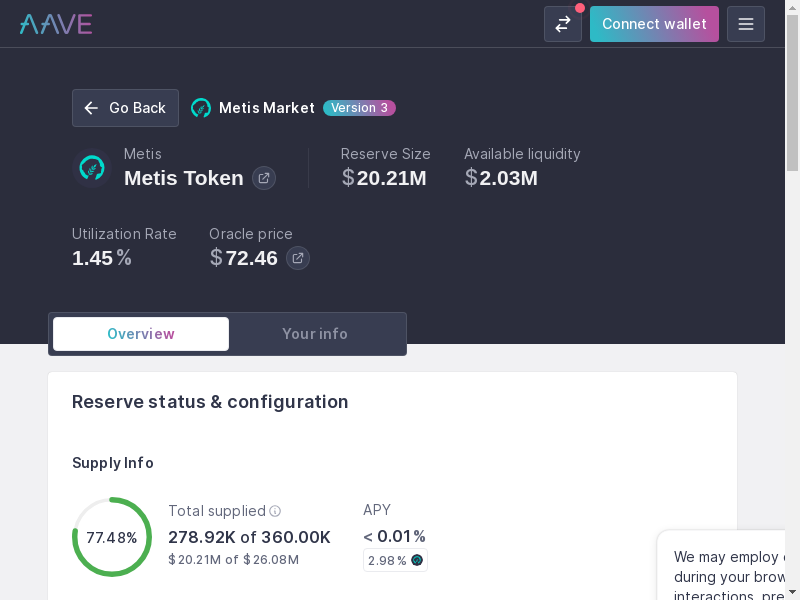 AAVE
Connect wallet
Go Back
Metis Market
Version 3
Metis
Metis Token
Reserve Size
$20.21M
Available liquidity
$2.03M
Utilization Rate
1.45%
Oracle price
$72.46
Overview
Your info
Reserve status & configuration
Supply Info
77.48%
Total supplied
278.92K of 360.00K
$20.21M of $26.08M
APY
< 0.01%
2.98%
We may employ
during your brow
interactions, pre